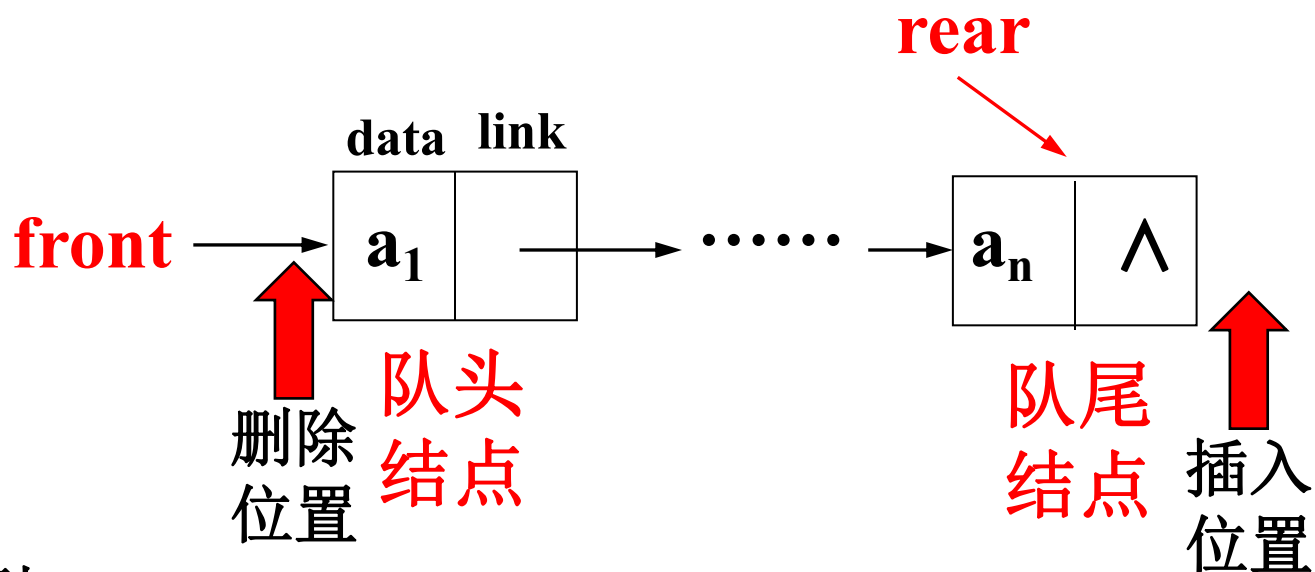 rear
data link
front
a1
······
an ∧
队头
结点
队尾
结点
删除
位置
插入
位置